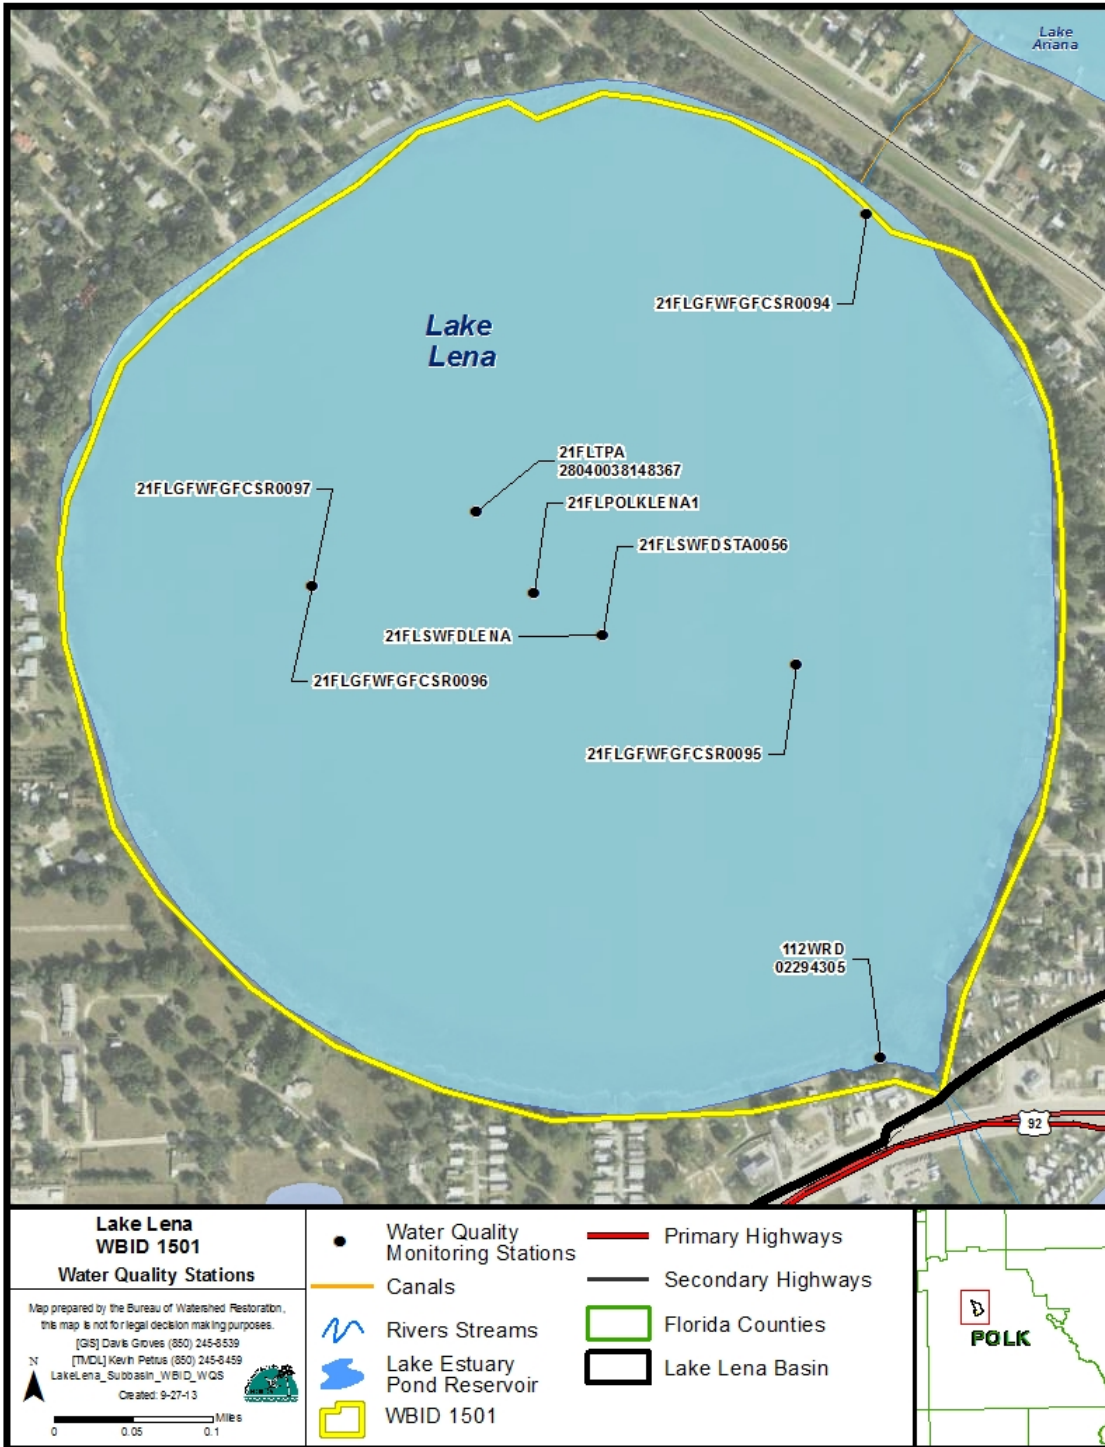 Lake
Ariana
21FLGFWFGFCSR0094
Lake
Lena
21FLTPA
28040038148367
21FLGFWFGFCSR0097
21FLPOLKLENA1
21FLSWFDSTA0056
21FLSWFDLENA
21FLGFWFGFCSR0096
21FLGFWFGFCSR0095
112WRD
02294305
92
Lake Lena
WBID 1501
Water Quality Stations
Map prepared by the Bureau of Watershed Restoration,
this map is not for legal decision making purposes.
[GIS] Davis Groves (850) 245-8539
[TMDL] Kevin Petrus (850) 245-8459
LakeLena_Subbasin_WBID_WQS
Created: 9-27-13
N
Miles
0 0.05 0.1
Water Quality
Monitoring Stations
Canals
Rivers Streams
Lake Estuary
Pond Reservoir
WBID 1501
Primary Highways
Secondary Highways
Florida Counties
Lake Lena Basin
POLK